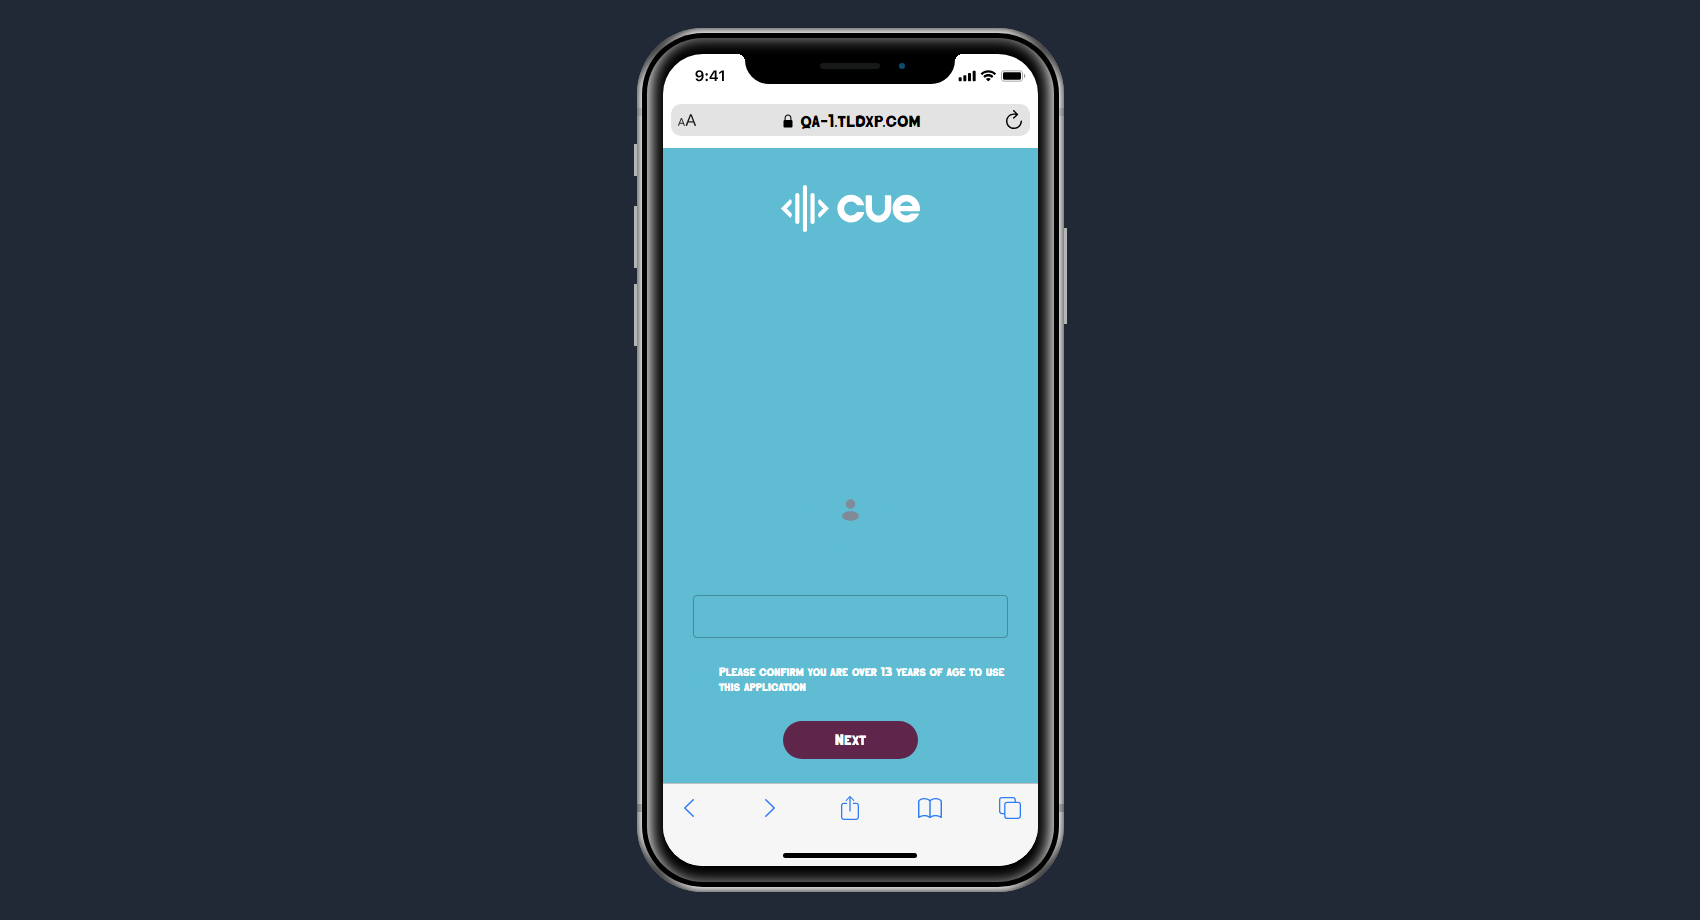 9:41
AA
QA-1.TLDXP.COM
cue
Please confirm you are over 13 years of age to use
this application
Next